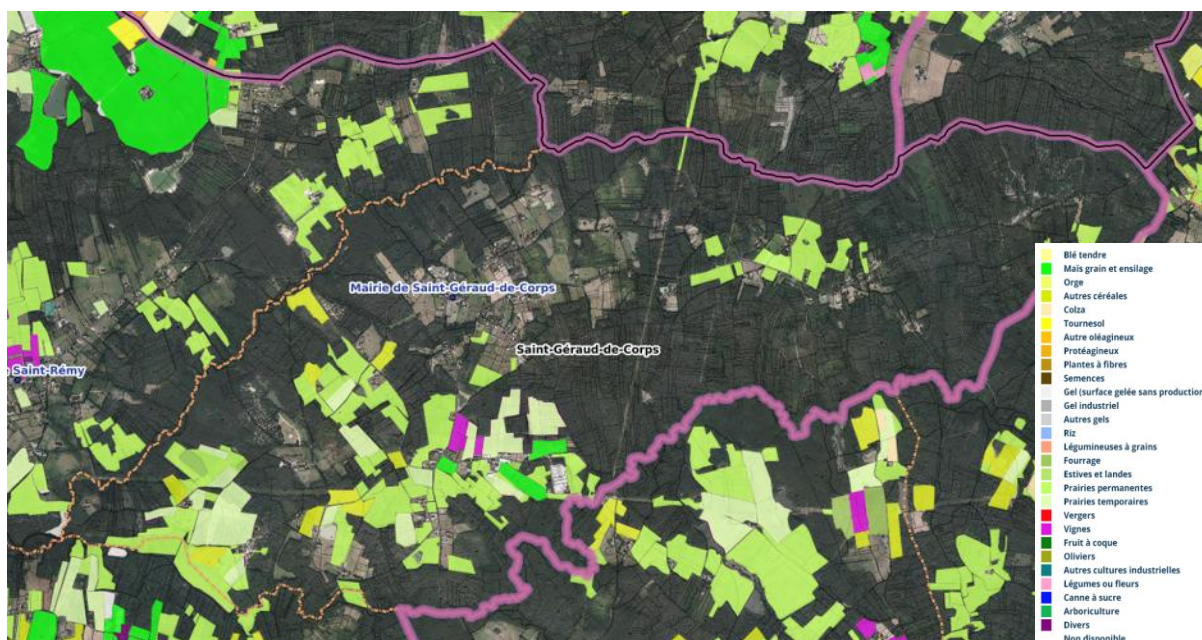 Mairie de Saint-Géraud-de-Corps
Saint-Géraud-de-Corps
Saint-Rémy
Blé tendre
Maïs grain et ensilage
Orge
Autres céréales
Colza
Tournesol
Autre oléagineux
Protéagineux
Plantes à fibres
Semences
Gel (surface gelée sans production
Gel industriel
Autres gels
Riz
Légumineuses à grains
Fourrage
Estives et landes
Prairies permanentes
Prairies temporaires
Vergers
Vignes
Fruit à coque
Oliviers
Autres cultures industrielles
Légumes ou fleurs
Canne à sucre
Arboriculture
Divers
Non disponible